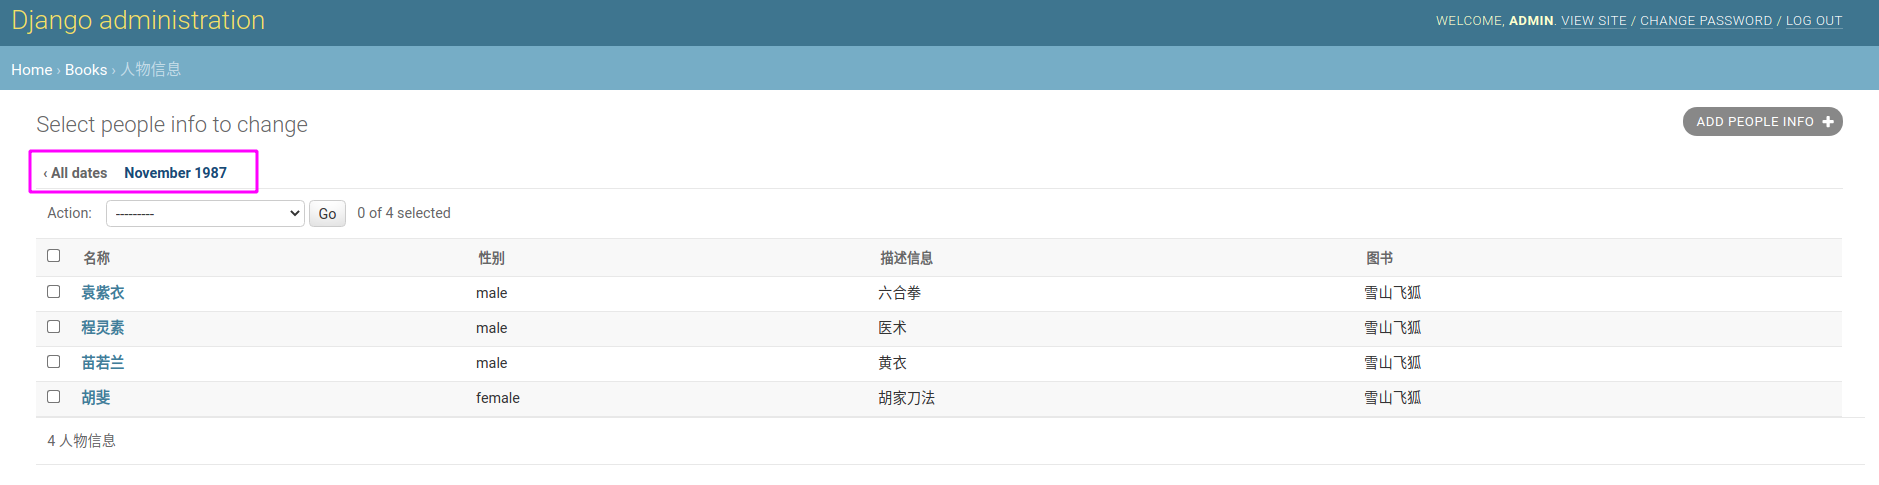 Django administration
WELCOME, ADMIN. VIEW SITE / CHANGE PASSWORD / LOG OUT
Home › Books › 人物信息
Select people info to change
ADD PEOPLE INFO +
‹ All dates November 1987
Action: --------- Go 0 of 4 selected
名称 性别 描述信息 图书
袁紫衣 male 六合拳 雪山飞狐
程灵素 male 医术 雪山飞狐
苗若兰 male 黄衣 雪山飞狐
胡斐 female 胡家刀法 雪山飞狐
4 人物信息